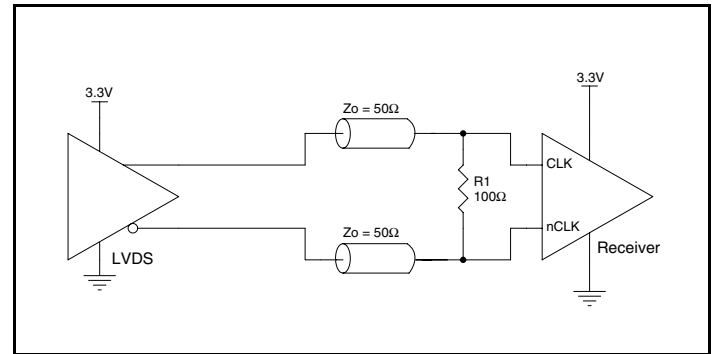 3.3V
3.3V
Zo = 50Ω
CLK
R1
100Ω
nCLK
Zo = 50Ω
Receiver
LVDS